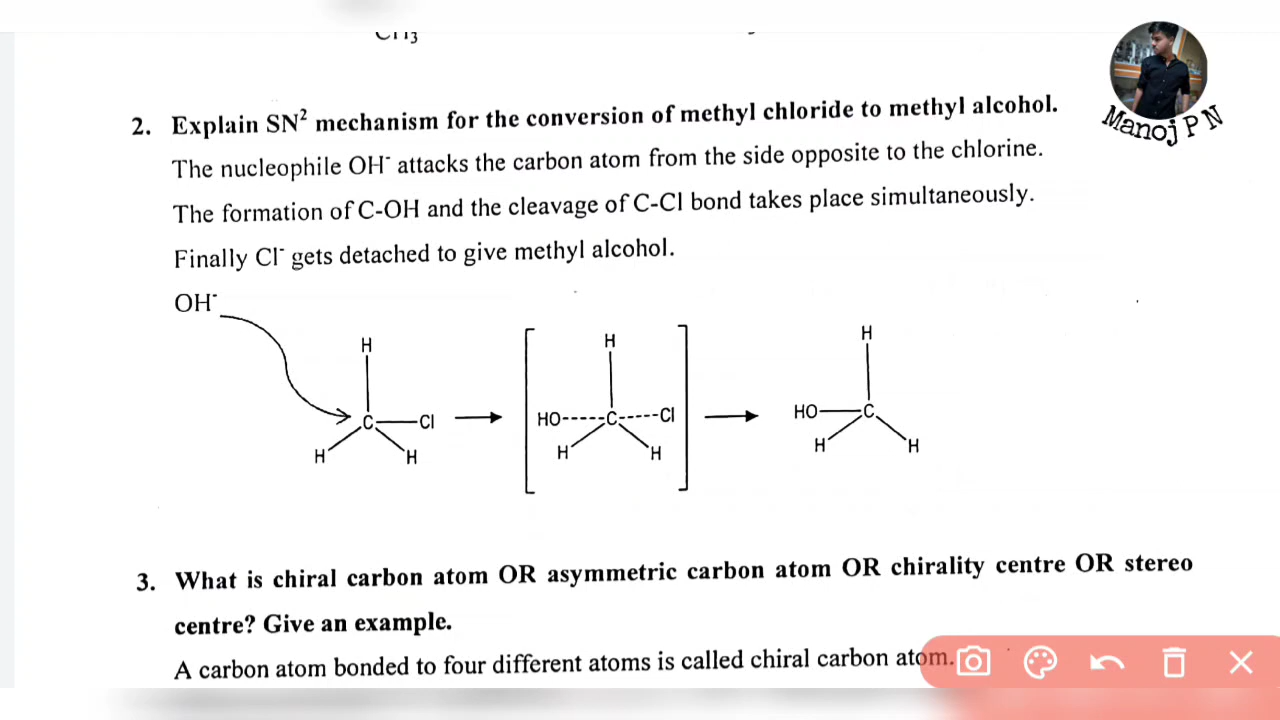 CH3
2. Explain SN² mechanism for the conversion of methyl chloride to methyl alcohol.
The nucleophile OH⁻ attacks the carbon atom from the side opposite to the chlorine.
The formation of C-OH and the cleavage of C-Cl bond takes place simultaneously.
Finally Cl⁻ gets detached to give methyl alcohol.
OH⁻
H H H
C Cl HO C Cl HO C
H H H H H H
3. What is chiral carbon atom OR asymmetric carbon atom OR chirality centre OR stereo
centre? Give an example.
A carbon atom bonded to four different atoms is called chiral carbon atom.
Manoj P N